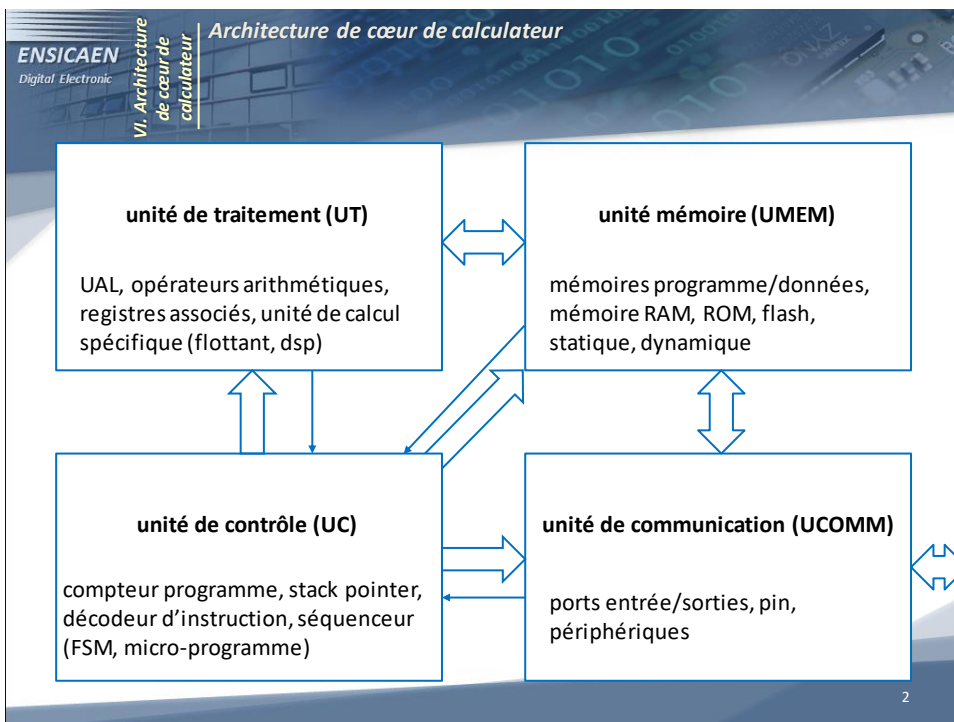 ENSICAEN
Digital Electronic
VI. Architecture
de cœur de
calculateur
Architecture de cœur de calculateur
unité de traitement (UT)
UAL, opérateurs arithmétiques,
registres associés, unité de calcul
spécifique (flottant, dsp)
unité mémoire (UMEM)
mémoires programme/données,
mémoire RAM, ROM, flash,
statique, dynamique
unité de contrôle (UC)
compteur programme, stack pointer,
décodeur d'instruction, séquenceur
(FSM, micro-programme)
unité de communication (UCOMM)
ports entrée/sorties, pin,
périphériques
2